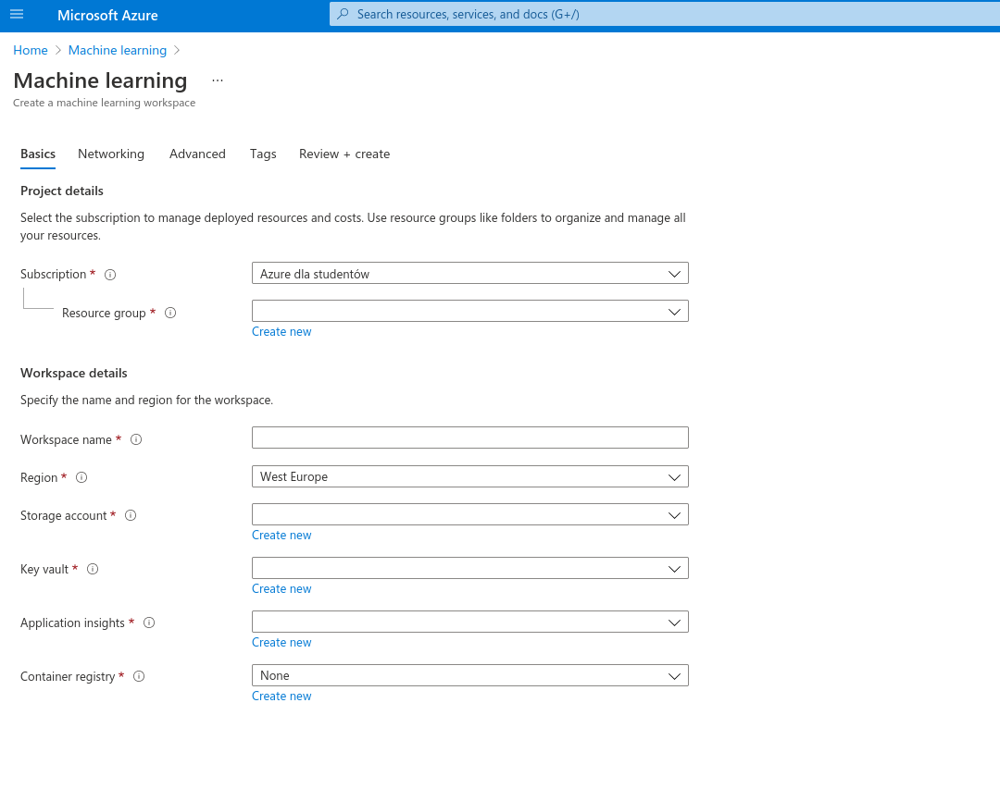 Microsoft Azure
Search resources, services, and docs (G+/)
Home > Machine learning >
Machine learning ...
Create a machine learning workspace
Basics Networking Advanced Tags Review + create
Project details
Select the subscription to manage deployed resources and costs. Use resource groups like folders to organize and manage all
your resources.
Subscription * Azure dla studentów
Resource group *
Create new
Workspace details
Specify the name and region for the workspace.
Workspace name *
Region * West Europe
Storage account *
Create new
Key vault *
Create new
Application insights *
Create new
Container registry * None
Create new